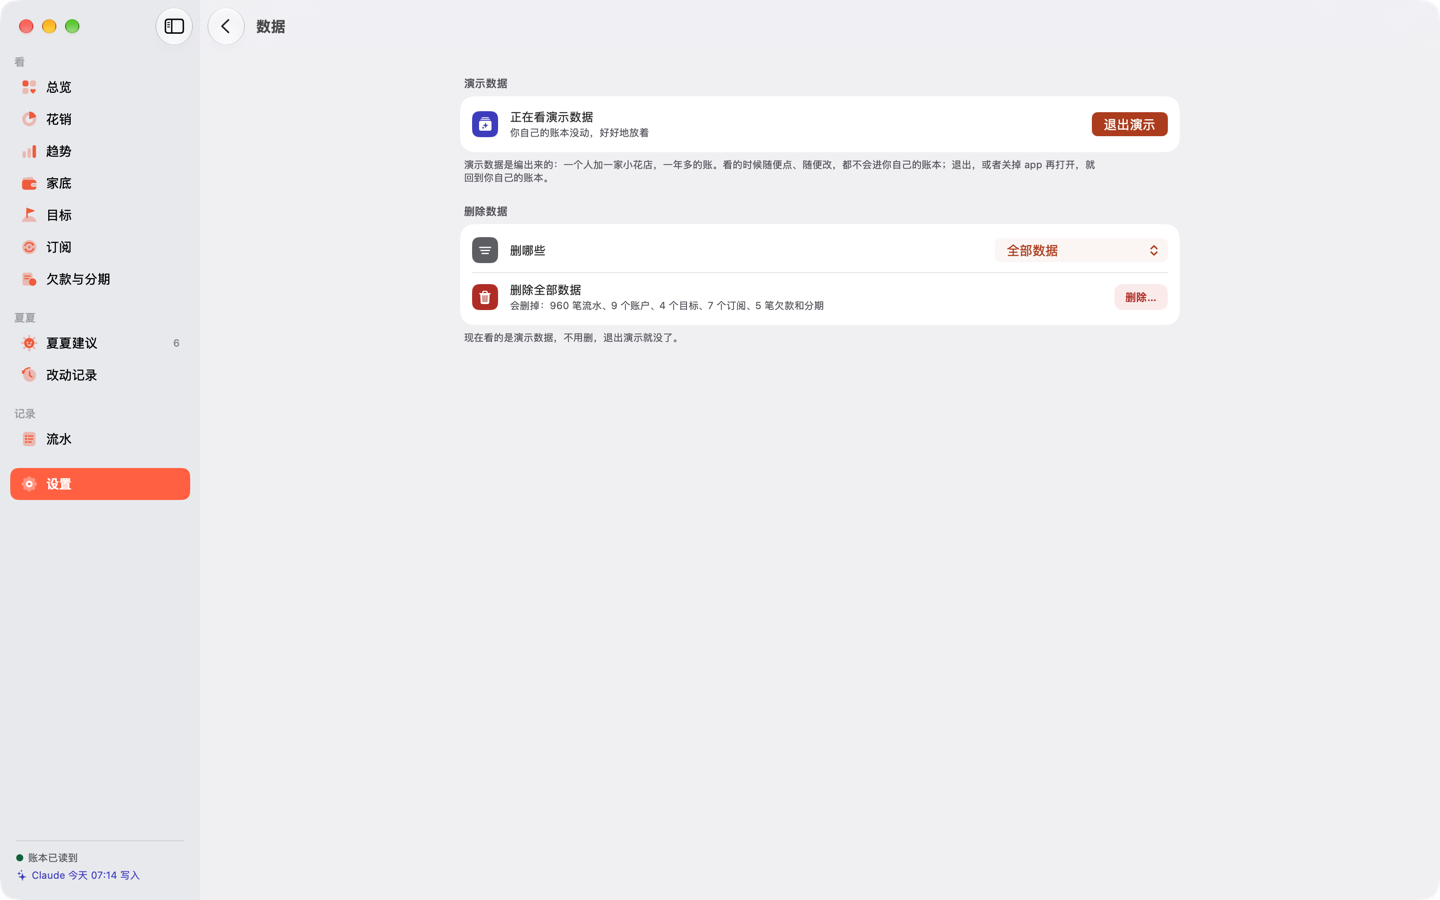 数据
看
总览
花销
趋势
家底
目标
订阅
欠款与分期
夏夏
夏夏建议 6
改动记录
记录
流水
设置
账本已读到
Claude 今天 07:14 写入
演示数据
正在看演示数据
你自己的账本没动，好好地放着
退出演示
演示数据是编出来的：一个人加一家小花店，一年多的账。看的时候随便点、随便改，都不会进你自己的账本；退出，或者关掉 app 再打开，就
回到你自己的账本。
删除数据
删哪些
全部数据
删除全部数据
会删掉：960 笔流水、9 个账户、4 个目标、7 个订阅、5 笔欠款和分期
删除...
现在看的是演示数据，不用删，退出演示就没了。